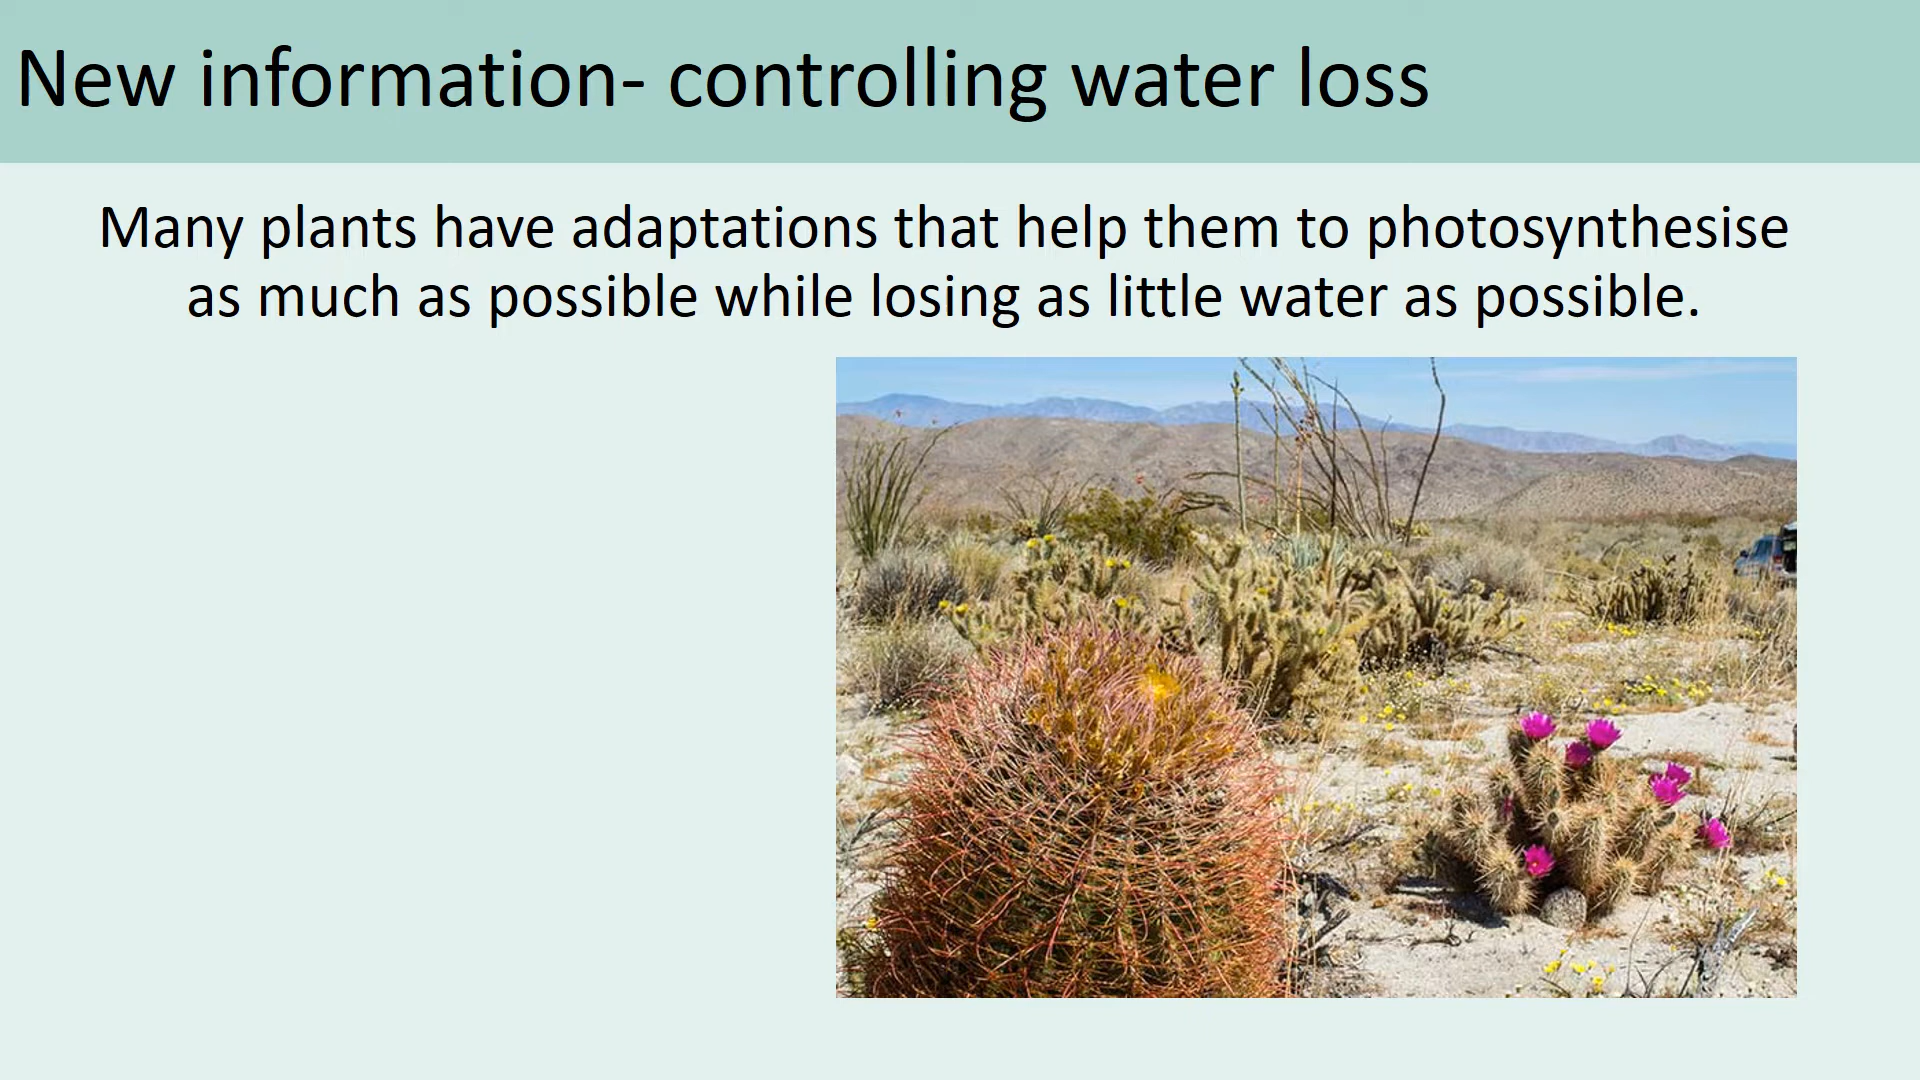 New information- controlling water loss
Many plants have adaptations that help them to photosynthesise
as much as possible while losing as little water as possible.